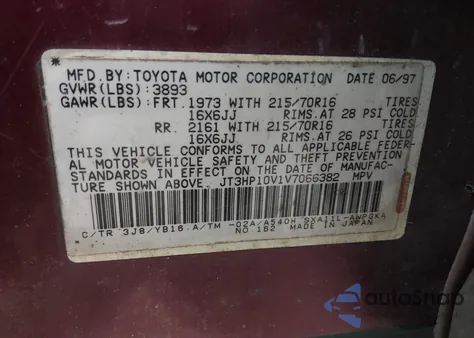 MFD.BY:TOYOTA MOTOR CORPORATION DATE 06/97
GVWR(LBS):3893
GAWR(LBS):FRT. 1973 WITH 215/70R16 TIRES
16X6JJ RIMS.AT 28 PSI COLD
RR. 2161 WITH 215/70R16 TIRES
16X6JJ RIMS.AT 26 PSI COLD
THIS VEHICLE CONFORMS TO ALL APPLICABLE FEDER-
AL MOTOR VEHICLE SAFETY AND THEFT PREVENTION
STANDARDS IN EFFECT ON THE DATE OF MANUFAC-
TURE SHOWN ABOVE. JT3HP10V1V7066382 MPV
C/TR 3J8/YB16.A/TM -02A/A540H SXA11L-AWPGKA
NO.162 MADE IN JAPAN
autoSnap